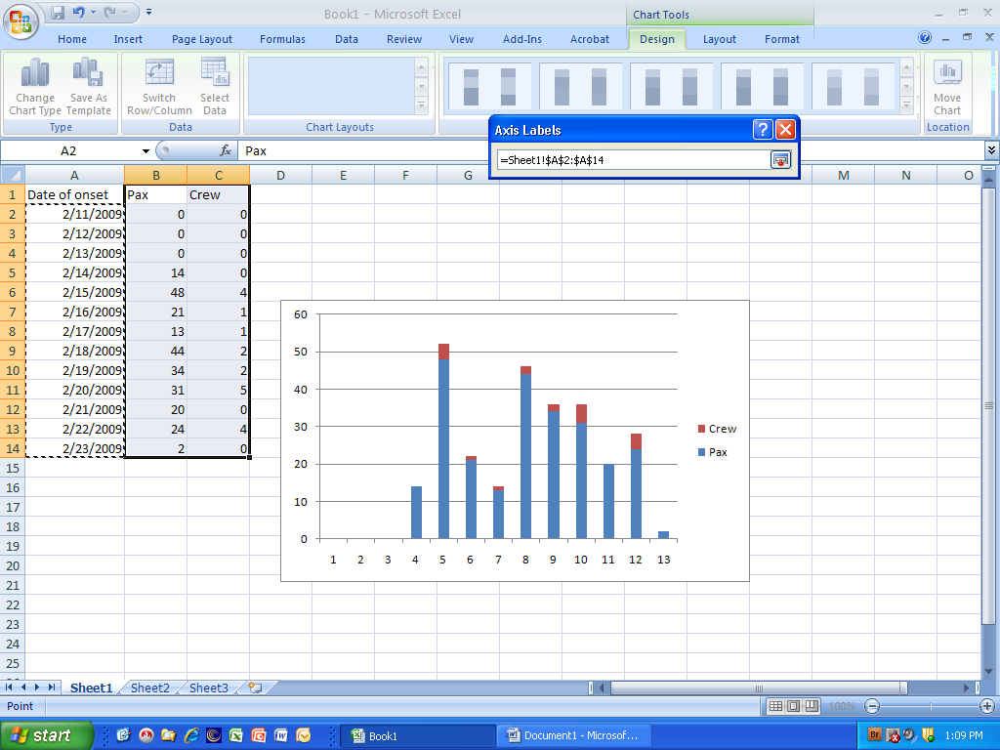 Book1 - Microsoft Excel
Chart Tools
Home Insert Page Layout Formulas Data Review View Add-Ins Acrobat Design Layout Format
Change Chart Type
Save As Template
Switch Row/Column
Select Data
Move Chart
Type Data Chart Layouts Location
Axis Labels
=Sheet1!$A$2:$A$14
A2 fx Pax
A B C D E F G M N O
1 Date of onset Pax Crew
2 2/11/2009 0 0
3 2/12/2009 0 0
4 2/13/2009 0 0
5 2/14/2009 14 0
6 2/15/2009 48 4
7 2/16/2009 21 1
8 2/17/2009 13 1
9 2/18/2009 44 2
10 2/19/2009 34 2
11 2/20/2009 31 5
12 2/21/2009 20 0
13 2/22/2009 24 4
14 2/23/2009 2 0
15
16
17
18
19
20
21
22
23
24
25
60
50
40
30
20
10
0
1 2 3 4 5 6 7 8 9 10 11 12 13
Crew
Pax
Sheet1 Sheet2 Sheet3
Point 100%
start Book1 Document1 - Microsof... Br 1:09 PM